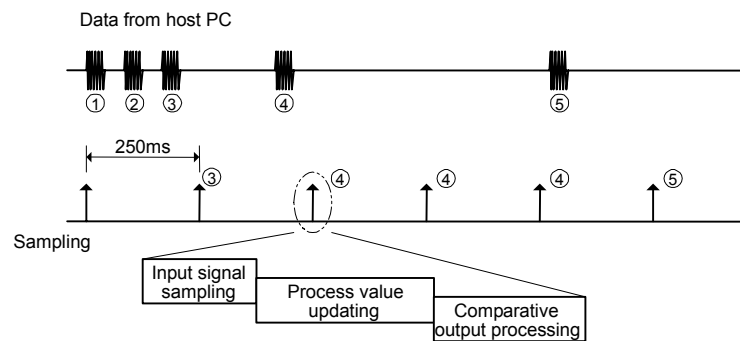 Data from host PC
① ② ③ ④ ⑤
250ms
③ ④ ④ ④ ⑤
Sampling
Input signal
sampling
Process value
updating
Comparative
output processing